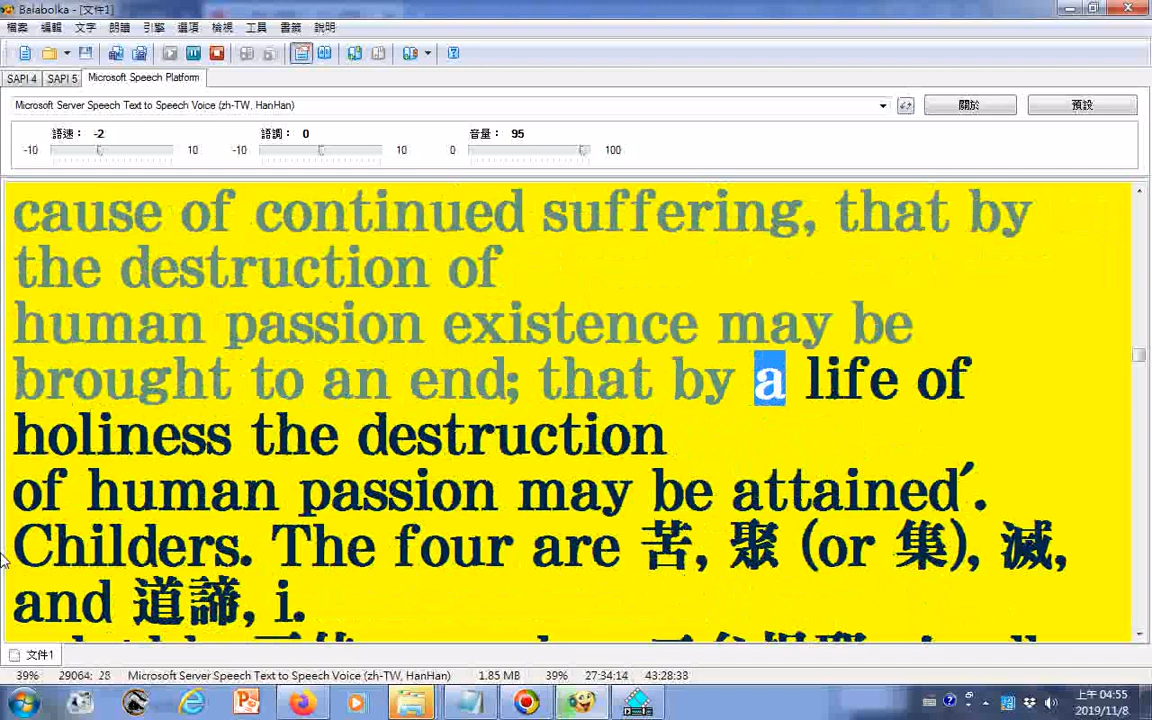 Balabolka - [文件1]
檔案 編輯 文字 朗讀 引擎 選項 檢視 工具 書籤 說明
SAPI 4 SAPI 5 Microsoft Speech Platform
Microsoft Server Speech Text to Speech Voice (zh-TW, HanHan) 關於 預設
語速： -2 語調： 0 音量： 95
-10 10 -10 10 0 100
cause of continued suffering, that by
the destruction of
human passion existence may be
brought to an end; that by a life of
holiness the destruction
of human passion may be attained′.
Childers. The four are 苦, 聚 (or 集), 滅,
and 道諦, i.
文件1
39% 29064: 28 Microsoft Server Speech Text to Speech Voice (zh-TW, HanHan) 1.85 MB 39% 27:34:14 43:28:38
上午 04:55
2019/11/8